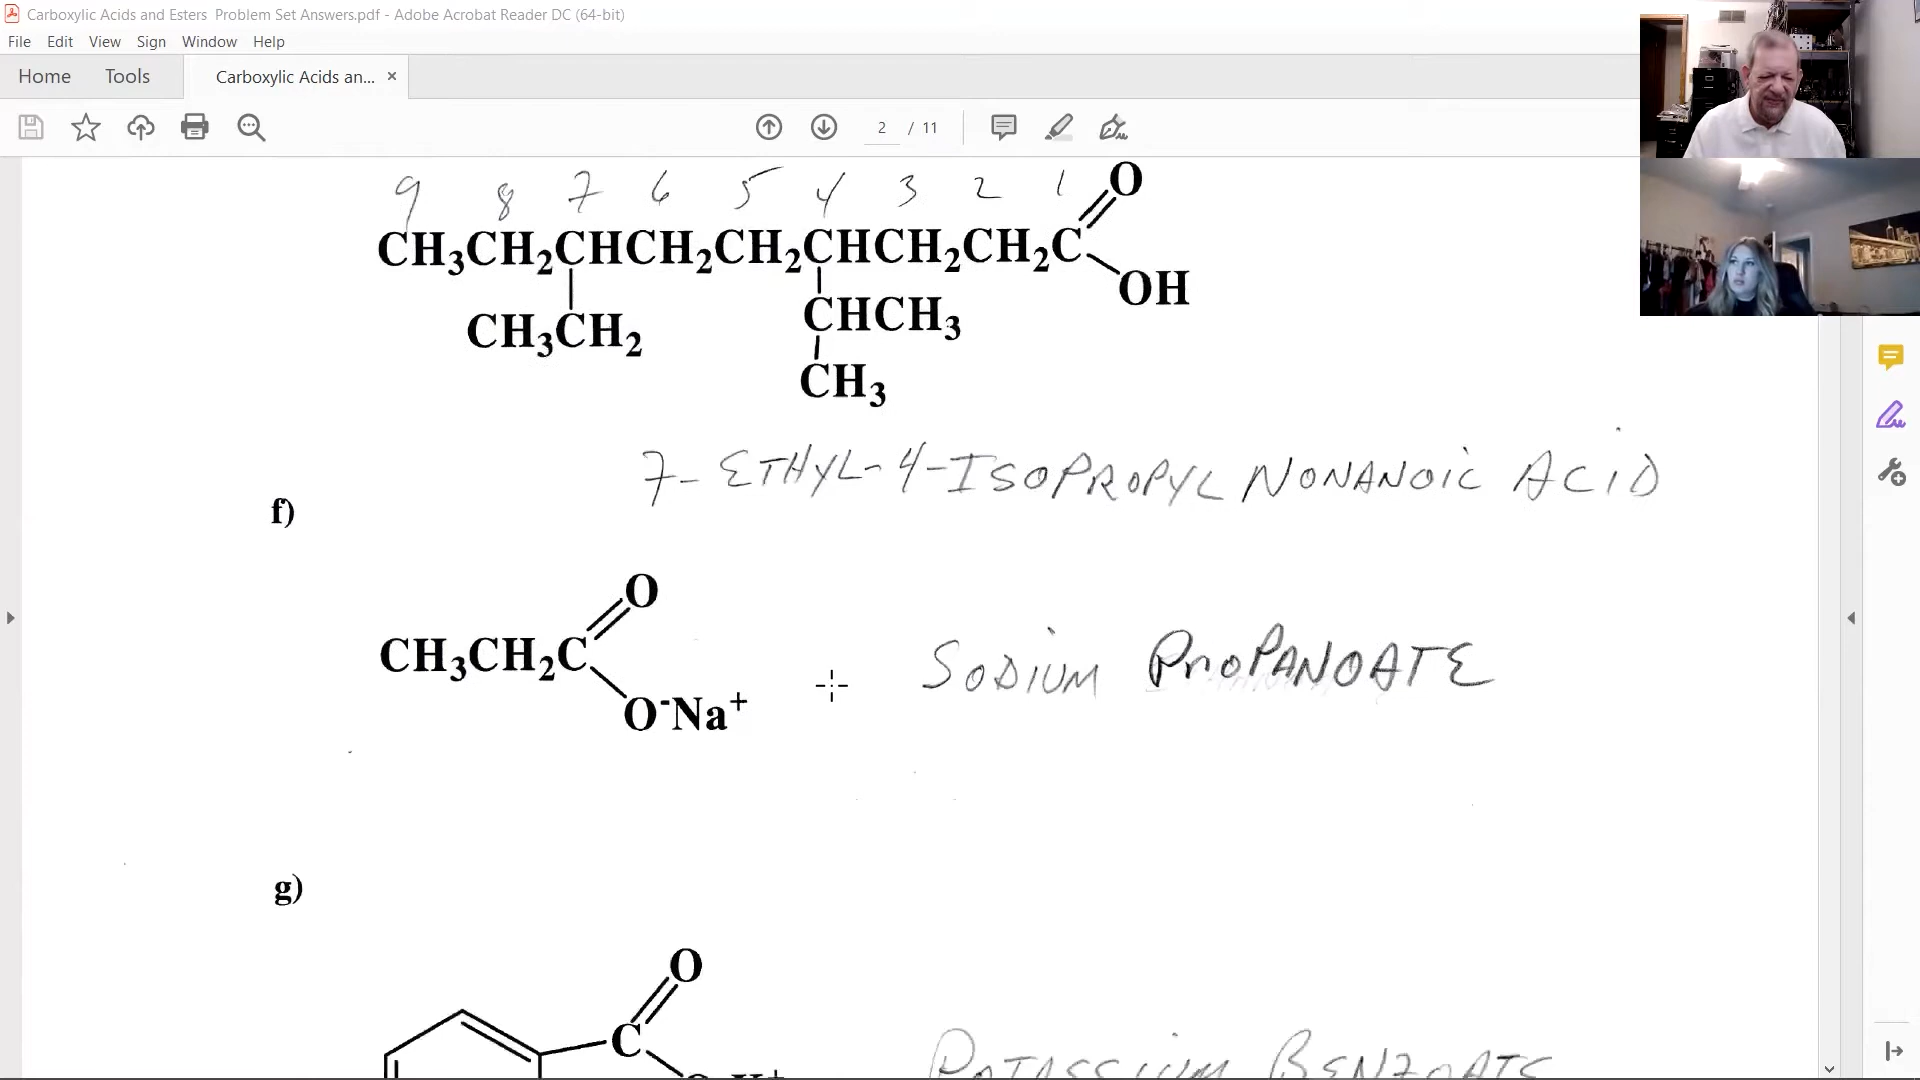 Carboxylic Acids and Esters Problem Set Answers.pdf - Adobe Acrobat Reader DC (64-bit)
File Edit View Sign Window Help
Home Tools Carboxylic Acids an... ×
2 / 11
9 8 7 6 5 4 3 2 1 O
CH₃CH₂CHCH₂CH₂CHCH₂CH₂C
OH
CH₃CH₂ CHCH₃
CH₃
7-ETHYL-4-ISOPROPYL NONANOIC ACID
f)
O
CH₃CH₂C
SODIUM PROPANOATE
O⁻Na⁺
g)
O
C
POTASSIUM BENZOATE